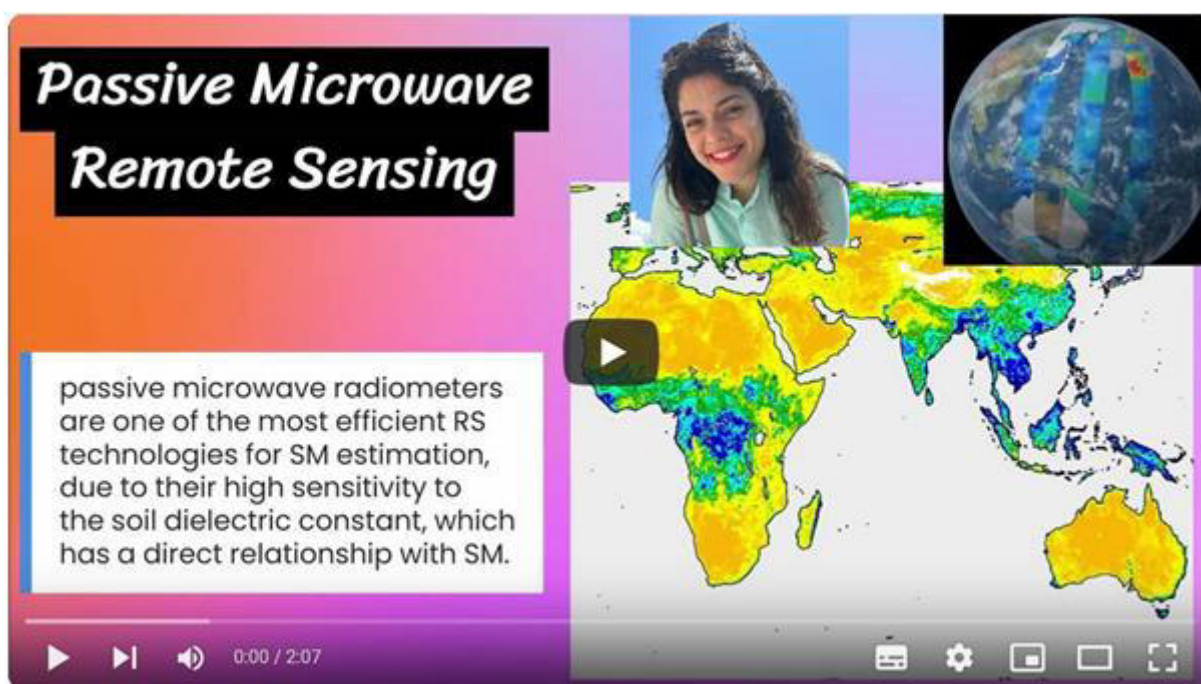 Passive Microwave
Remote Sensing
passive microwave radiometers
are one of the most efficient RS
technologies for SM estimation,
due to their high sensitivity to
the soil dielectric constant, which
has a direct relationship with SM.
0:00 / 2:07